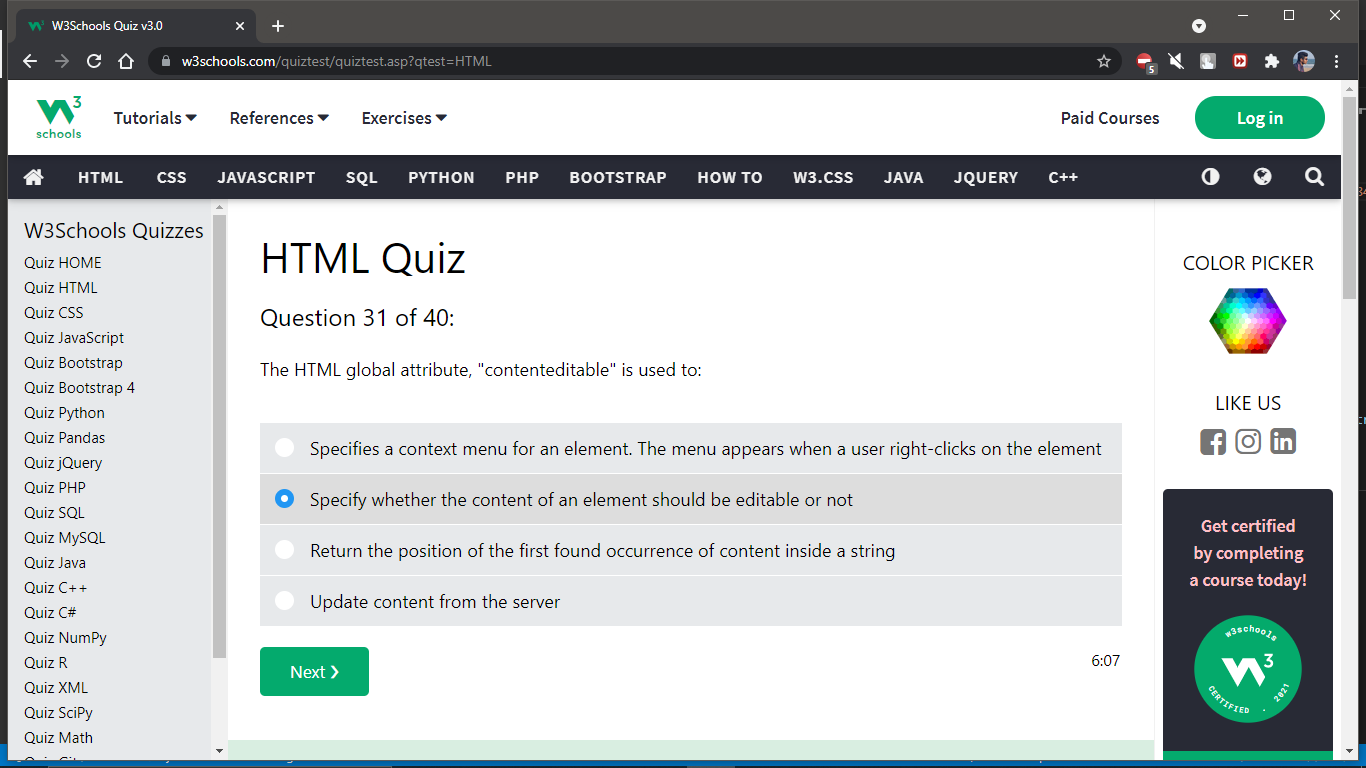 W3Schools Quiz v3.0
w3schools.com/quiztest/quiztest.asp?qtest=HTML
5
W3
schools
Tutorials
References
Exercises
Paid Courses
Log in
HTML CSS JAVASCRIPT SQL PYTHON PHP BOOTSTRAP HOW TO W3.CSS JAVA JQUERY C++
W3Schools Quizzes
Quiz HOME
Quiz HTML
Quiz CSS
Quiz JavaScript
Quiz Bootstrap
Quiz Bootstrap 4
Quiz Python
Quiz Pandas
Quiz jQuery
Quiz PHP
Quiz SQL
Quiz MySQL
Quiz Java
Quiz C++
Quiz C#
Quiz NumPy
Quiz R
Quiz XML
Quiz SciPy
Quiz Math
HTML Quiz
Question 31 of 40:
The HTML global attribute, "contenteditable" is used to:
Specifies a context menu for an element. The menu appears when a user right-clicks on the element
Specify whether the content of an element should be editable or not
Return the position of the first found occurrence of content inside a string
Update content from the server
Next ❯
6:07
COLOR PICKER
LIKE US
Get certified
by completing
a course today!
w3schools
W3
CERTIFIED . 2021